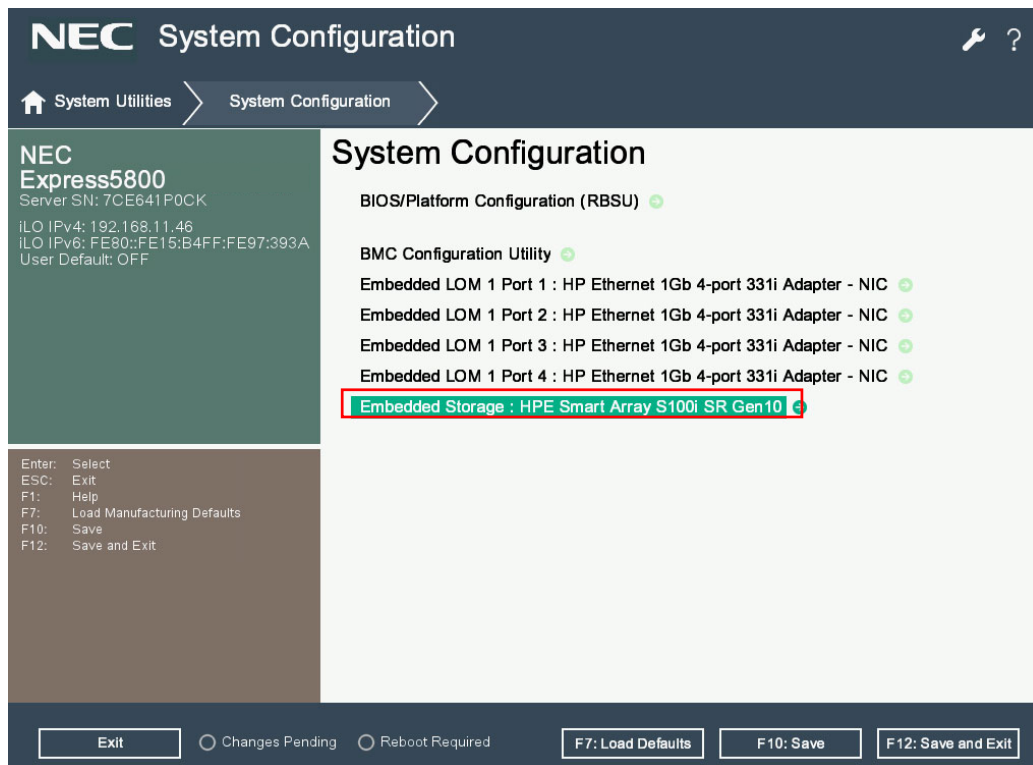 NEC System Configuration
?
System Utilities
System Configuration
NEC
Express5800
Server SN: 7CE641P0CK
iLO IPv4: 192.168.11.46
iLO IPv6: FE80::FE15:B4FF:FE97:393A
User Default: OFF
Enter: Select
ESC: Exit
F1: Help
F7: Load Manufacturing Defaults
F10: Save
F12: Save and Exit
System Configuration
BIOS/Platform Configuration (RBSU)
BMC Configuration Utility
Embedded LOM 1 Port 1 : HP Ethernet 1Gb 4-port 331i Adapter - NIC
Embedded LOM 1 Port 2 : HP Ethernet 1Gb 4-port 331i Adapter - NIC
Embedded LOM 1 Port 3 : HP Ethernet 1Gb 4-port 331i Adapter - NIC
Embedded LOM 1 Port 4 : HP Ethernet 1Gb 4-port 331i Adapter - NIC
Embedded Storage : HPE Smart Array S100i SR Gen10
Exit
Changes Pending
Reboot Required
F7: Load Defaults
F10: Save
F12: Save and Exit